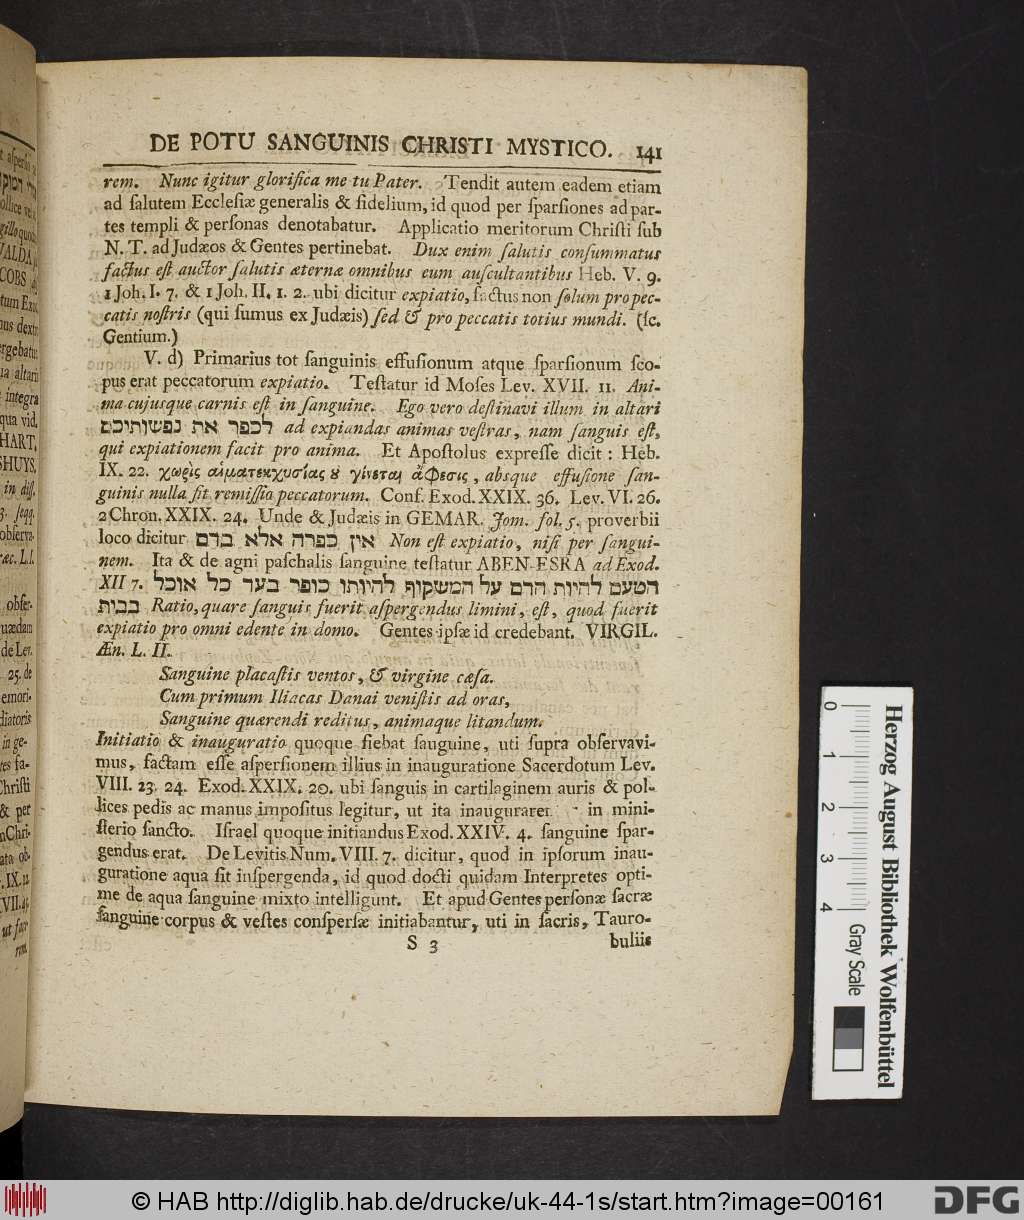 DE POTU SANGUINIS CHRISTI MYSTICO. 141
rem. Nunc igitur glorifica me tu Pater. Tendit autem eadem etiam
ad ſalutem Eccleſiæ generalis & fidelium, id quod per ſparſiones ad par-
tes templi & perſonas denotabatur. Applicatio meritorum Chriſti ſub
N. T. ad Judæos & Gentes pertinebat. Dux enim ſalutis conſummatus
factus eſt auctor ſalutis æternæ omnibus eum auſcultantibus Heb. V. 9.
1 Joh. I. 7. & 1 Joh. II. 1. 2. ubi dicitur expiatio, factus non ſolum pro pec-
catis noſtris (qui ſumus ex Judæis) ſed & pro peccatis totius mundi. (ſc.
Gentium.)
V. d) Primarius tot ſanguinis effuſionum atque ſparſionum ſco-
pus erat peccatorum expiatio. Teſtatur id Moſes Lev. XVII. 11. Ani-
ma cujusque carnis eſt in ſanguine. Ego vero deſtinavi illum in altari
לכפר את נפשותיכם ad expiandas animas veſtras, nam ſanguis eſt,
qui expiationem facit pro anima. Et Apoſtolus expreſſe dicit: Heb.
IX. 22. χωρὶς αἱματεκχυσίας ȣ γίνεται ἄφεσις, absque effuſione ſan-
guinis nulla fit remiſſio peccatorum. Conf. Exod. XXIX. 36. Lev. VI. 26.
2 Chron. XXIX. 24. Unde & Judæis in GEMAR. Jom. fol. 5. proverbii
loco dicitur אין כפרה אלא בדם Non eſt expiatio, niſi per ſangui-
nem. Ita & de agni paſchalis ſanguine teſtatur ABEN-ESRA ad Exod.
XII 7. הטעם להיות הדם על המשקוף להיותו כופר בעד כל אוכל
בבית Ratio, quare ſanguis fuerit aſpergendus limini, eſt, quod fuerit
expiatio pro omni edente in domo. Gentes ipſæ id credebant. VIRGIL.
Æn. L. II.
Sanguine placaſtis ventos, & virgine cæſa.
Cum primum Iliacas Danai veniſtis ad oras,
Sanguine quærendi reditus, animaque litandum.
Initiatio & inauguratio quoque fiebat ſanguine, uti ſupra obſervavi-
mus, factam eſſe aſperſionem illius in inauguratione Sacerdotum Lev.
VIII. 23. 24. Exod. XXIX. 20. ubi ſanguis in cartilaginem auris & pol-
lices pedis ac manus impoſitus legitur, ut ita inaugurarer in mini-
ſterio ſancto. Iſrael quoque initiandus Exod. XXIV. 4. ſanguine ſpar-
gendus erat. De Levitis Num. VIII. 7. dicitur, quod in ipſorum inau-
guratione aqua ſit inſpergenda, id quod docti quidam Interpretes opti-
me de aqua ſanguine mixto intelligunt. Et apud Gentes perſonæ ſacræ
ſanguine corpus & veſtes conſperſæ initiabantur, uti in ſacris, Tauro-
S 3 buliis
0 1 2 3 4 Gray Scale
Herzog August Bibliothek Wolfenbüttel
© HAB http://diglib.hab.de/drucke/uk-44-1s/start.htm?image=00161
DFG